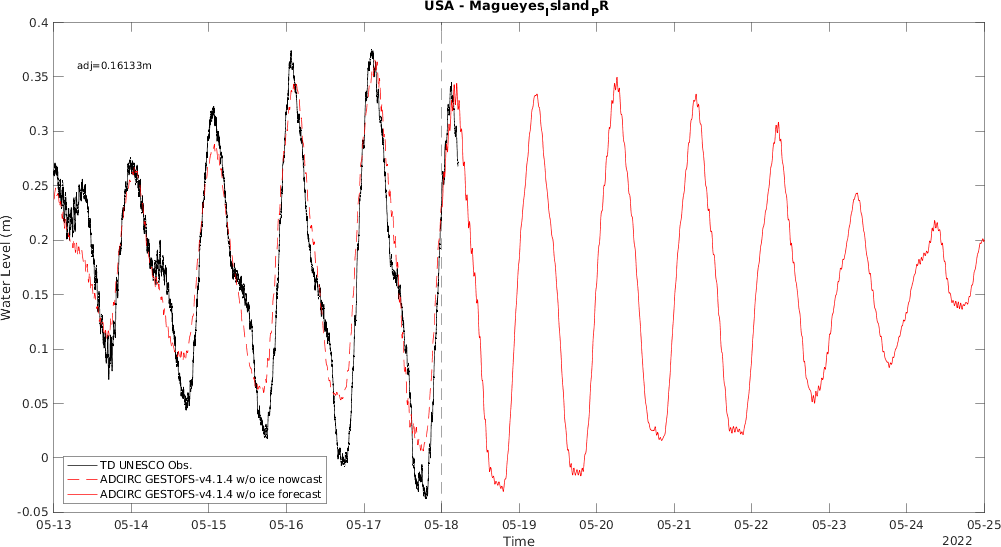 USA - Magueyes_Island_PR
0.4
adj=0.16133m
0.35
0.3
0.25
0.2
Water Level (m)
0.15
0.1
0.05
0
-0.05
TD UNESCO Obs.
ADCIRC GESTOFS-v4.1.4 w/o ice nowcast
ADCIRC GESTOFS-v4.1.4 w/o ice forecast
05-13 05-14 05-15 05-16 05-17 05-18 05-19 05-20 05-21 05-22 05-23 05-24 05-25
Time
2022